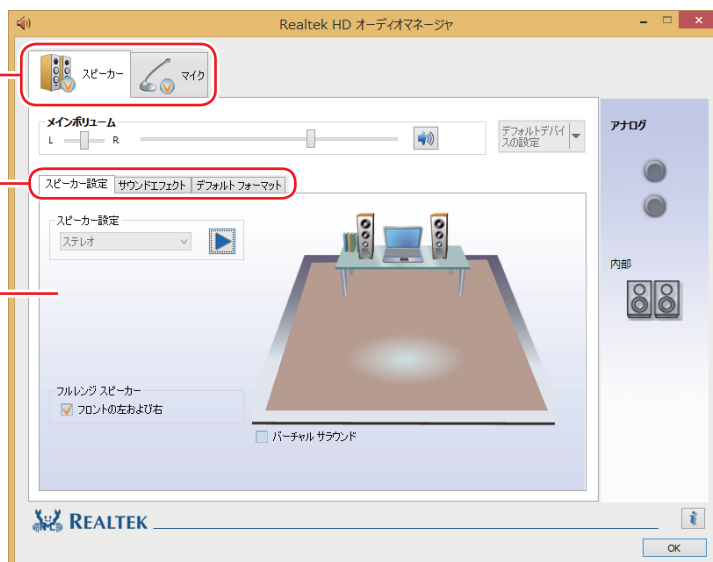 Realtek HD オーディオマネージャ
スピーカー
マイク
メインボリューム
L
R
デフォルトデバイ
スの設定
アナログ
スピーカー設定
サウンドエフェクト
デフォルト フォーマット
スピーカー設定
ステレオ
内部
フルレンジ スピーカー
フロントの左および右
バーチャル サラウンド
REALTEK
i
OK